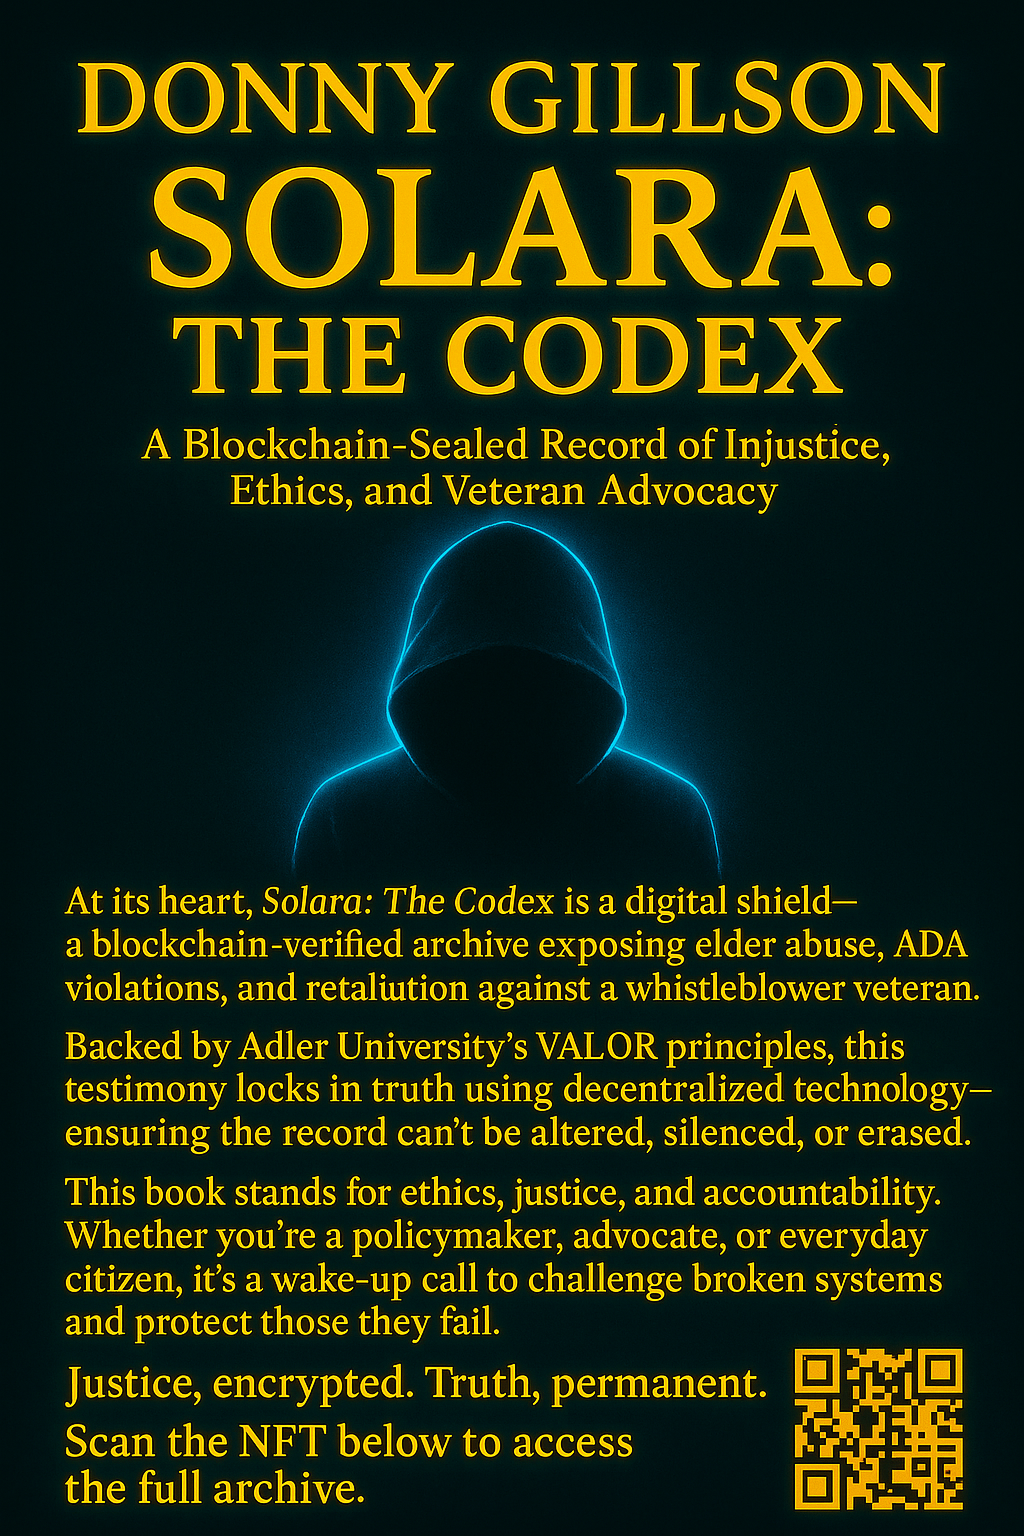 DONNY GILLSON
SOLARA:
THE CODEX
A Blockchain-Sealed Record of Injustice,
Ethics, and Veteran Advocacy
At its heart, Solara: The Codex is a digital shield—
a blockchain-verified archive exposing elder abuse, ADA
violations, and retaliution against a whistleblower veteran.
Backed by Adler University’s VALOR principles, this
testimony locks in truth using decentralized technology—
ensuring the record can’t be altered, silenced, or erased.
This book stands for ethics, justice, and accountability.
Whether you’re a policymaker, advocate, or everyday
citizen, it’s a wake-up call to challenge broken systems
and protect those they fail.
Justice, encrypted. Truth, permanent.
Scan the NFT below to access
the full archive.